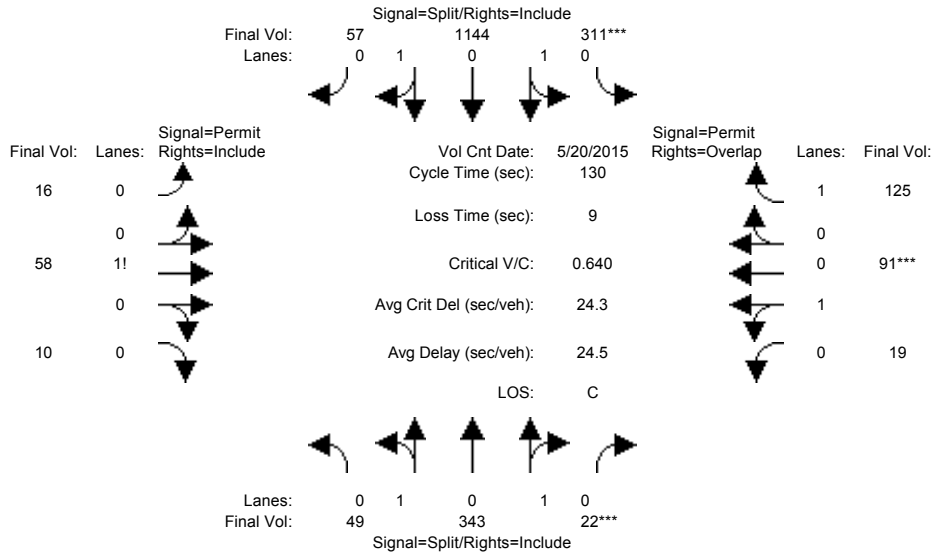 Signal=Split/Rights=Include
Final Vol: 57 1144 311***
Lanes: 0 1 0 1 0
Signal=Permit Signal=Permit
Final Vol: Lanes: Rights=Include Vol Cnt Date: 5/20/2015 Rights=Overlap Lanes: Final Vol:
Cycle Time (sec): 130
16 0 1 125
Loss Time (sec): 9
0 0
58 1! Critical V/C: 0.640 0 91***
0 Avg Crit Del (sec/veh): 24.3 1
10 0 Avg Delay (sec/veh): 24.5 0 19
LOS: C
Lanes: 0 1 0 1 0
Final Vol: 49 343 22***
Signal=Split/Rights=Include